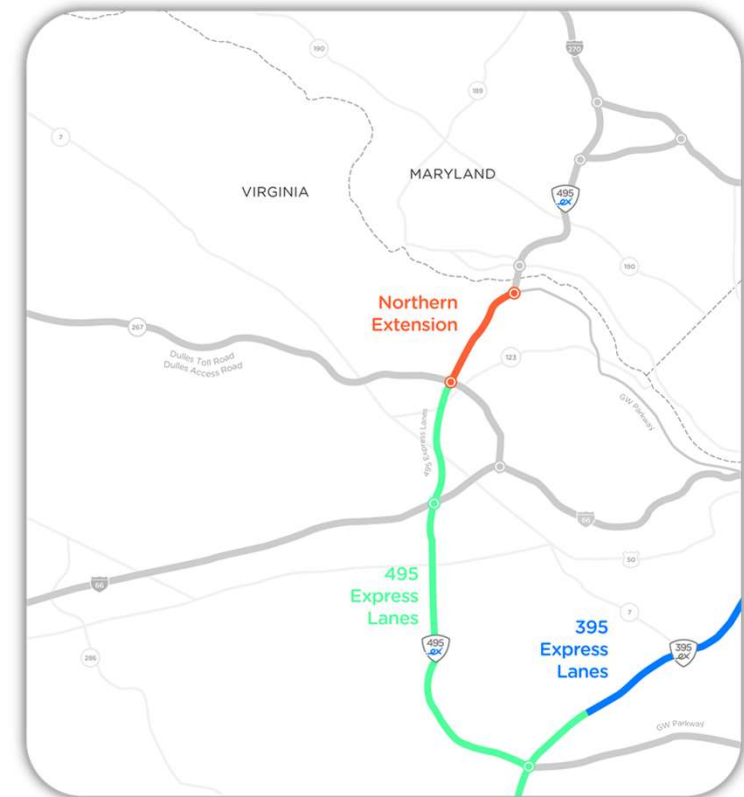 190
270
189
7
MARYLAND
VIRGINIA
495
ex
190
Northern
Extension
267
Dulles Toll Road
Dulles Access Road
123
GW Parkway
495 Express Lanes
66
50
495
Express
Lanes
66
7
395
Express
Lanes
495
ex
395
ex
286
GW Parkway